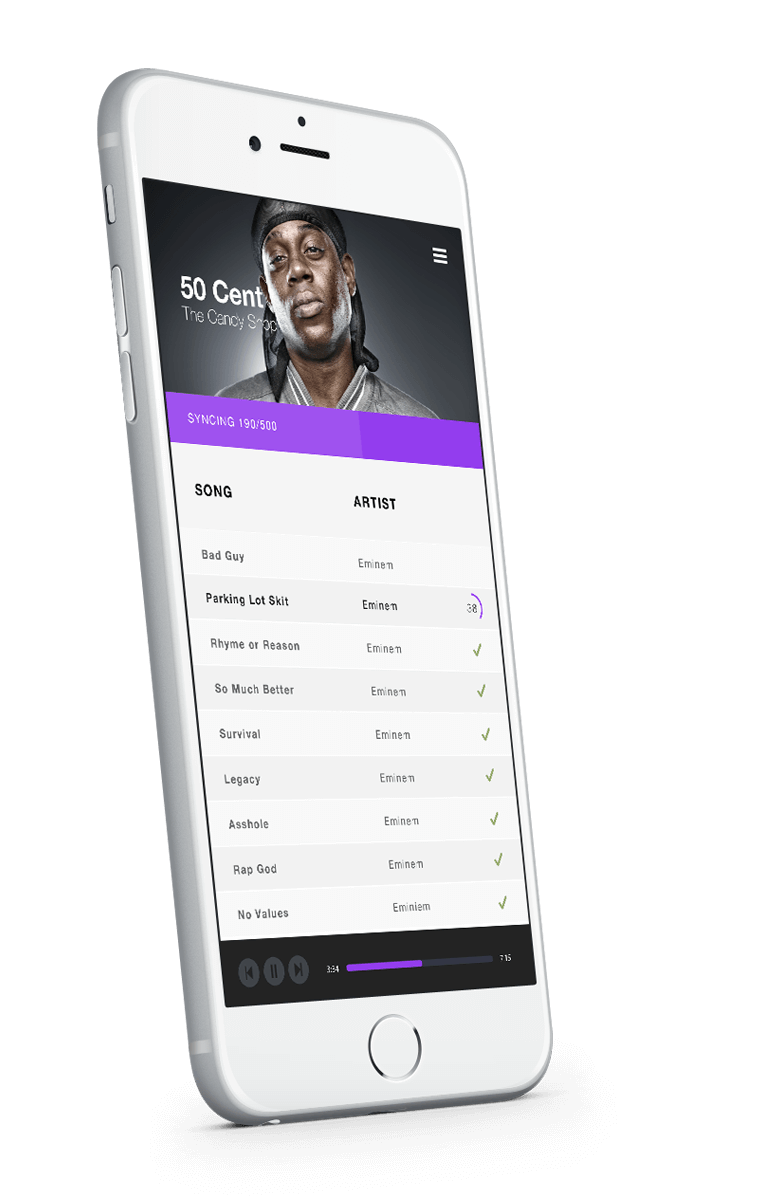 50 Cent
The Candy Shop
SYNCING 190/500
SONG ARTIST
Bad Guy Eminem
Parking Lot Skit Eminem 38
Rhyme or Reason Eminem
So Much Better Eminem
Survival Eminem
Legacy Eminem
Asshole Eminem
Rap God Eminem
No Values Eminiem
3:34 7:15